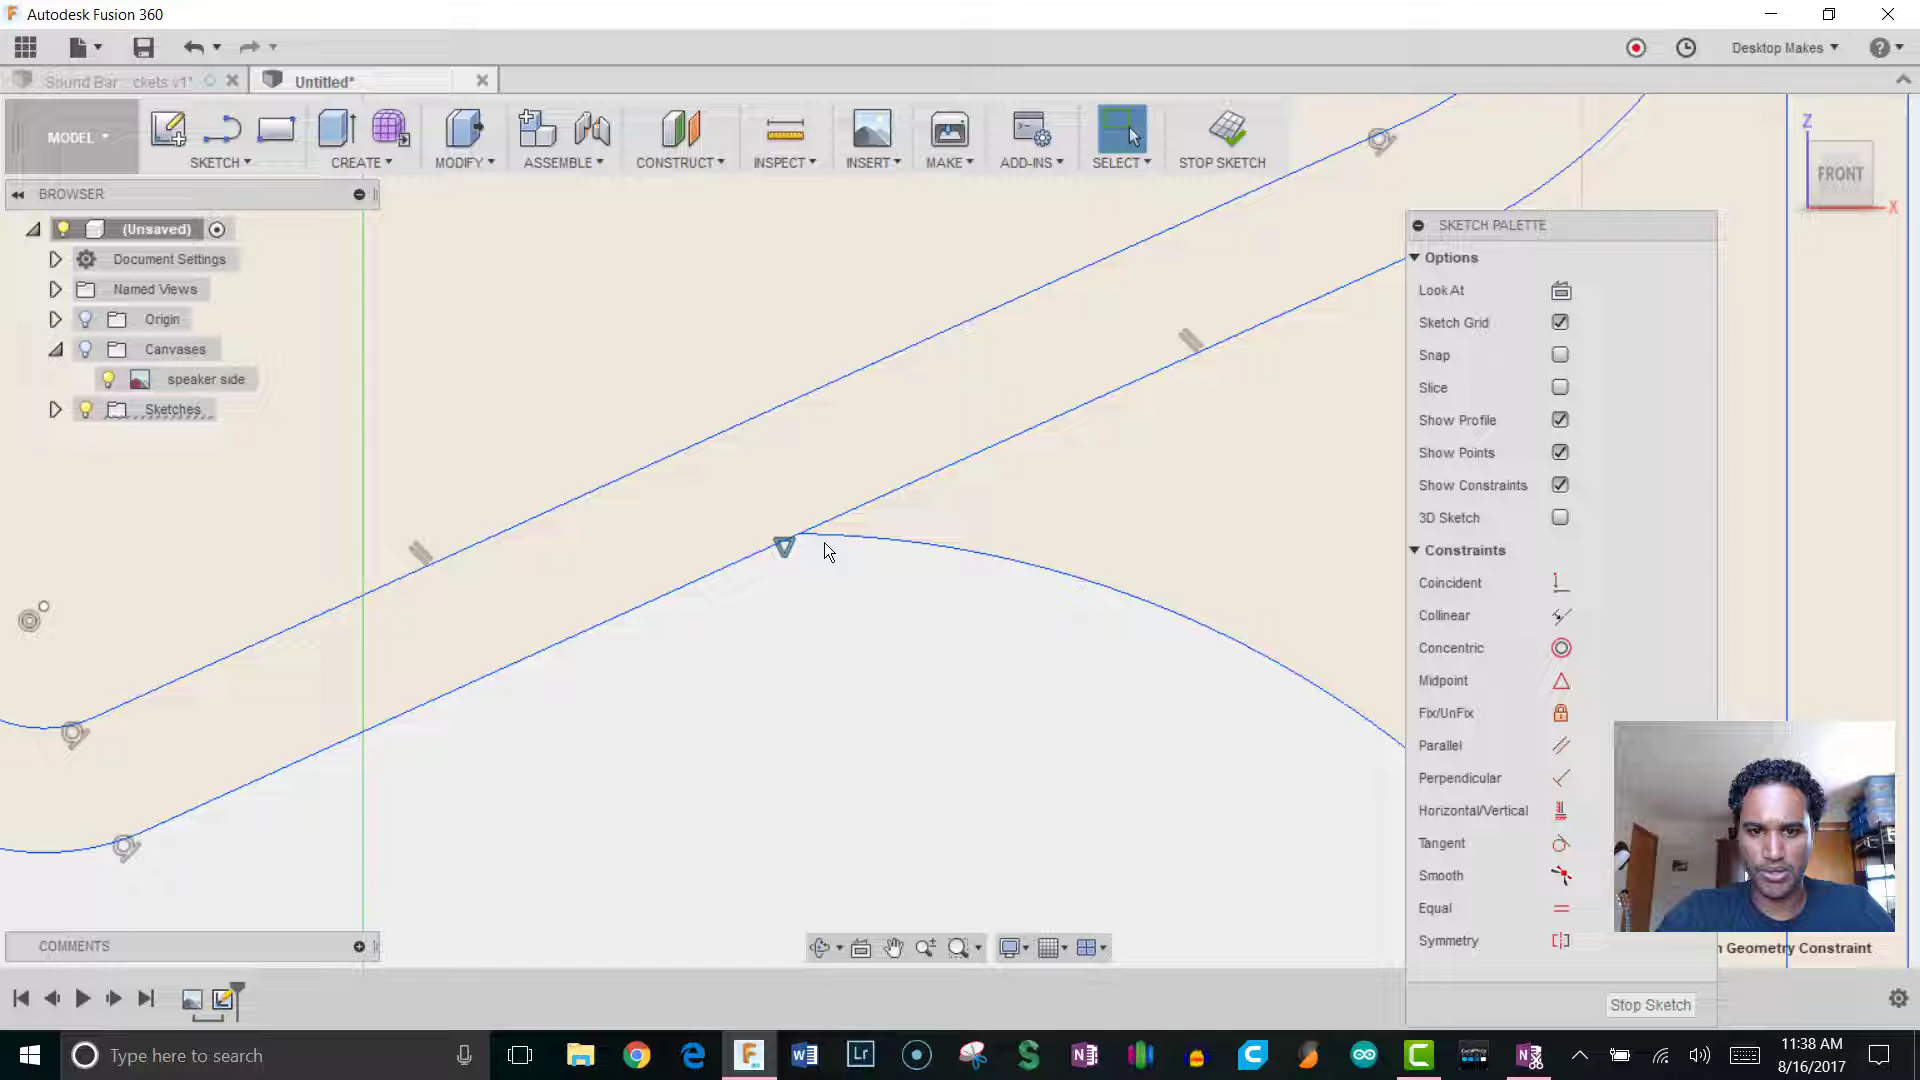 Autodesk Fusion 360
Desktop Makes
Sound Bar ...ckets v1*
Untitled*
MODEL
SKETCH
CREATE
MODIFY
ASSEMBLE
CONSTRUCT
INSPECT
INSERT
MAKE
ADD-INS
SELECT
STOP SKETCH
Z
FRONT
X
BROWSER
(Unsaved)
Document Settings
Named Views
Origin
Canvases
speaker side
Sketches
SKETCH PALETTE
Options
Look At
Sketch Grid
Snap
Slice
Show Profile
Show Points
Show Constraints
3D Sketch
Constraints
Coincident
Collinear
Concentric
Midpoint
Fix/UnFix
Parallel
Perpendicular
Horizontal/Vertical
Tangent
Smooth
Equal
Symmetry
Geometry Constraint
Stop Sketch
COMMENTS
Type here to search
11:38 AM
8/16/2017